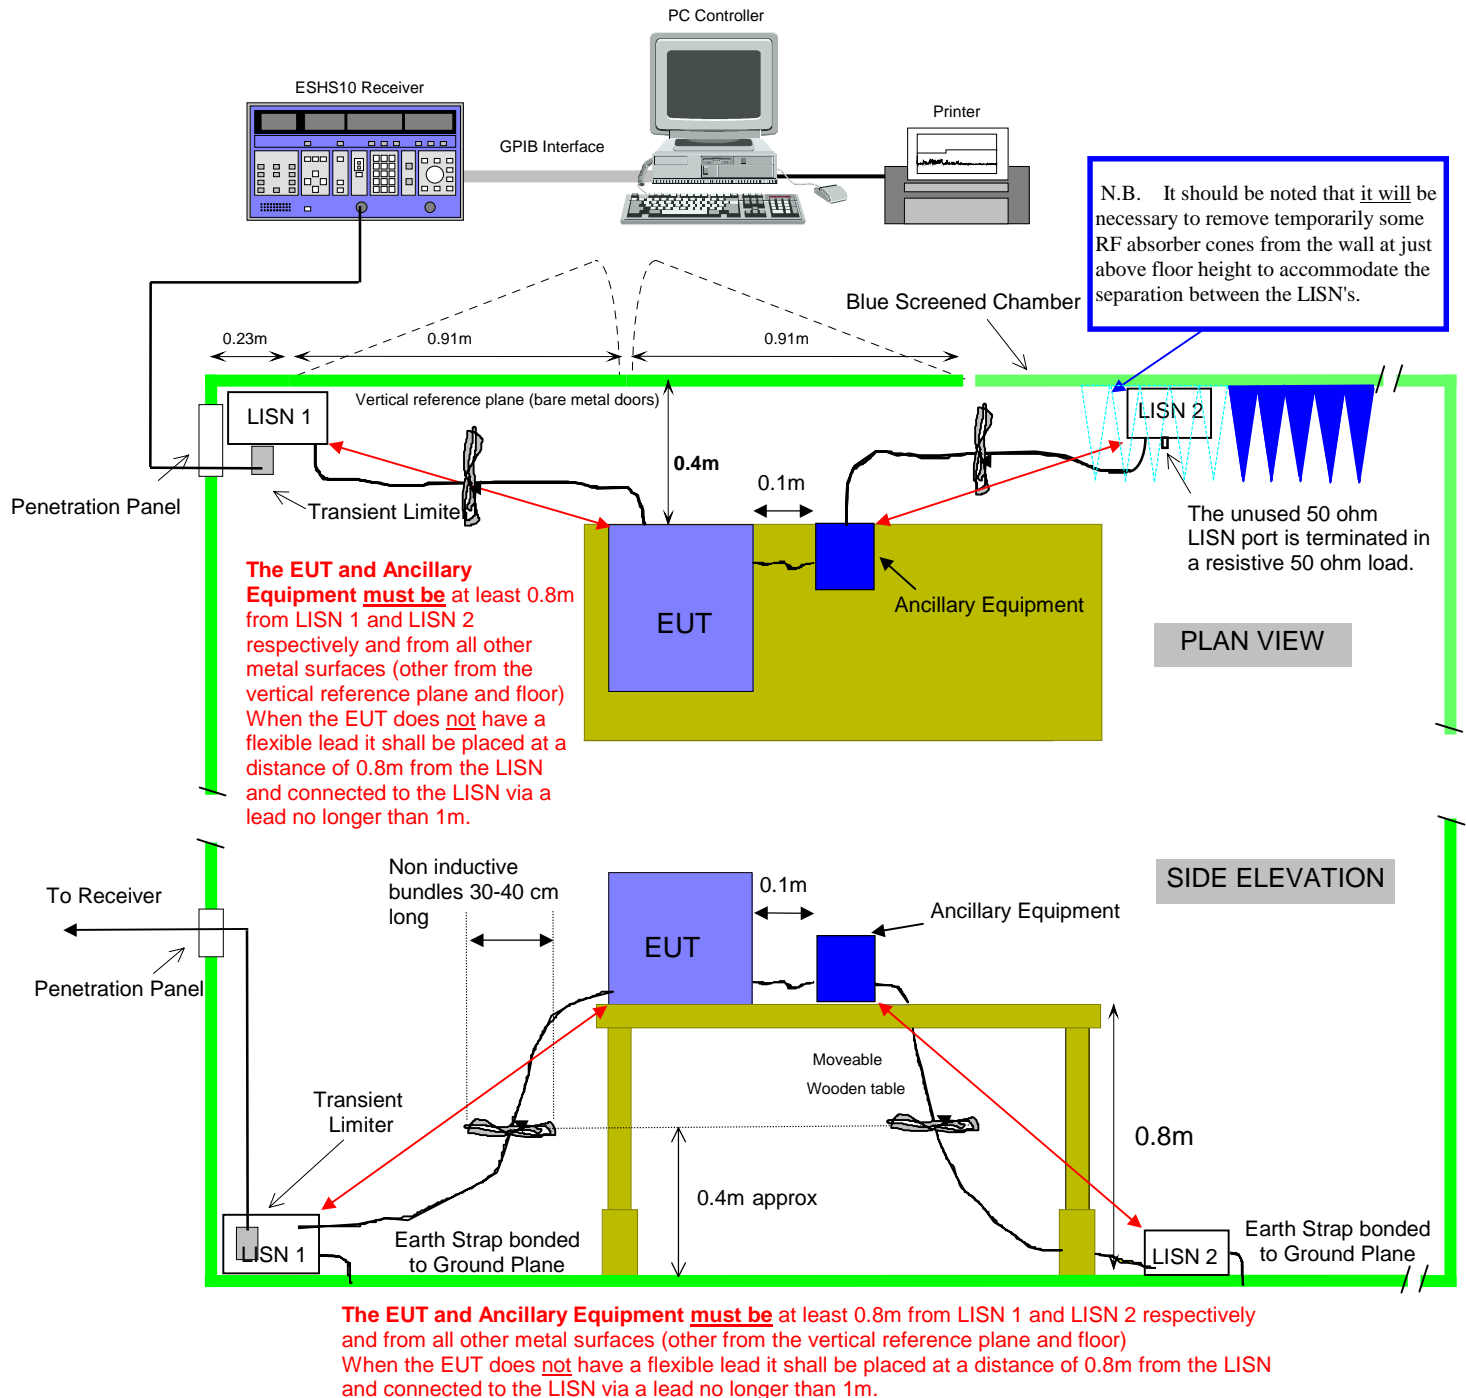 PC Controller
ESHS10 Receiver
Printer
GPIB Interface
N.B. It should be noted that it will be
necessary to remove temporarily some
RF absorber cones from the wall at just
above floor height to accommodate the
separation between the LISN's.
Blue Screened Chamber
0.23m
0.91m
0.91m
Vertical reference plane (bare metal doors)
LISN 1
LISN 2
0.4m
0.1m
Penetration Panel
Transient Limite
The unused 50 ohm
LISN port is terminated in
a resistive 50 ohm load.
The EUT and Ancillary
Equipment must be at least 0.8m
from LISN 1 and LISN 2
respectively and from all other
metal surfaces (other from the
vertical reference plane and floor)
When the EUT does not have a
flexible lead it shall be placed at a
distance of 0.8m from the LISN
and connected to the LISN via a
lead no longer than 1m.
EUT
Ancillary Equipment
PLAN VIEW
Non inductive
bundles 30-40 cm
long
0.1m
SIDE ELEVATION
To Receiver
Ancillary Equipment
EUT
Penetration Panel
Moveable
Wooden table
Transient
Limiter
0.8m
0.4m approx
LISN 1
Earth Strap bonded
to Ground Plane
LISN 2
Earth Strap bonded
to Ground Plane
The EUT and Ancillary Equipment must be at least 0.8m from LISN 1 and LISN 2 respectively
and from all other metal surfaces (other from the vertical reference plane and floor)
When the EUT does not have a flexible lead it shall be placed at a distance of 0.8m from the LISN
and connected to the LISN via a lead no longer than 1m.